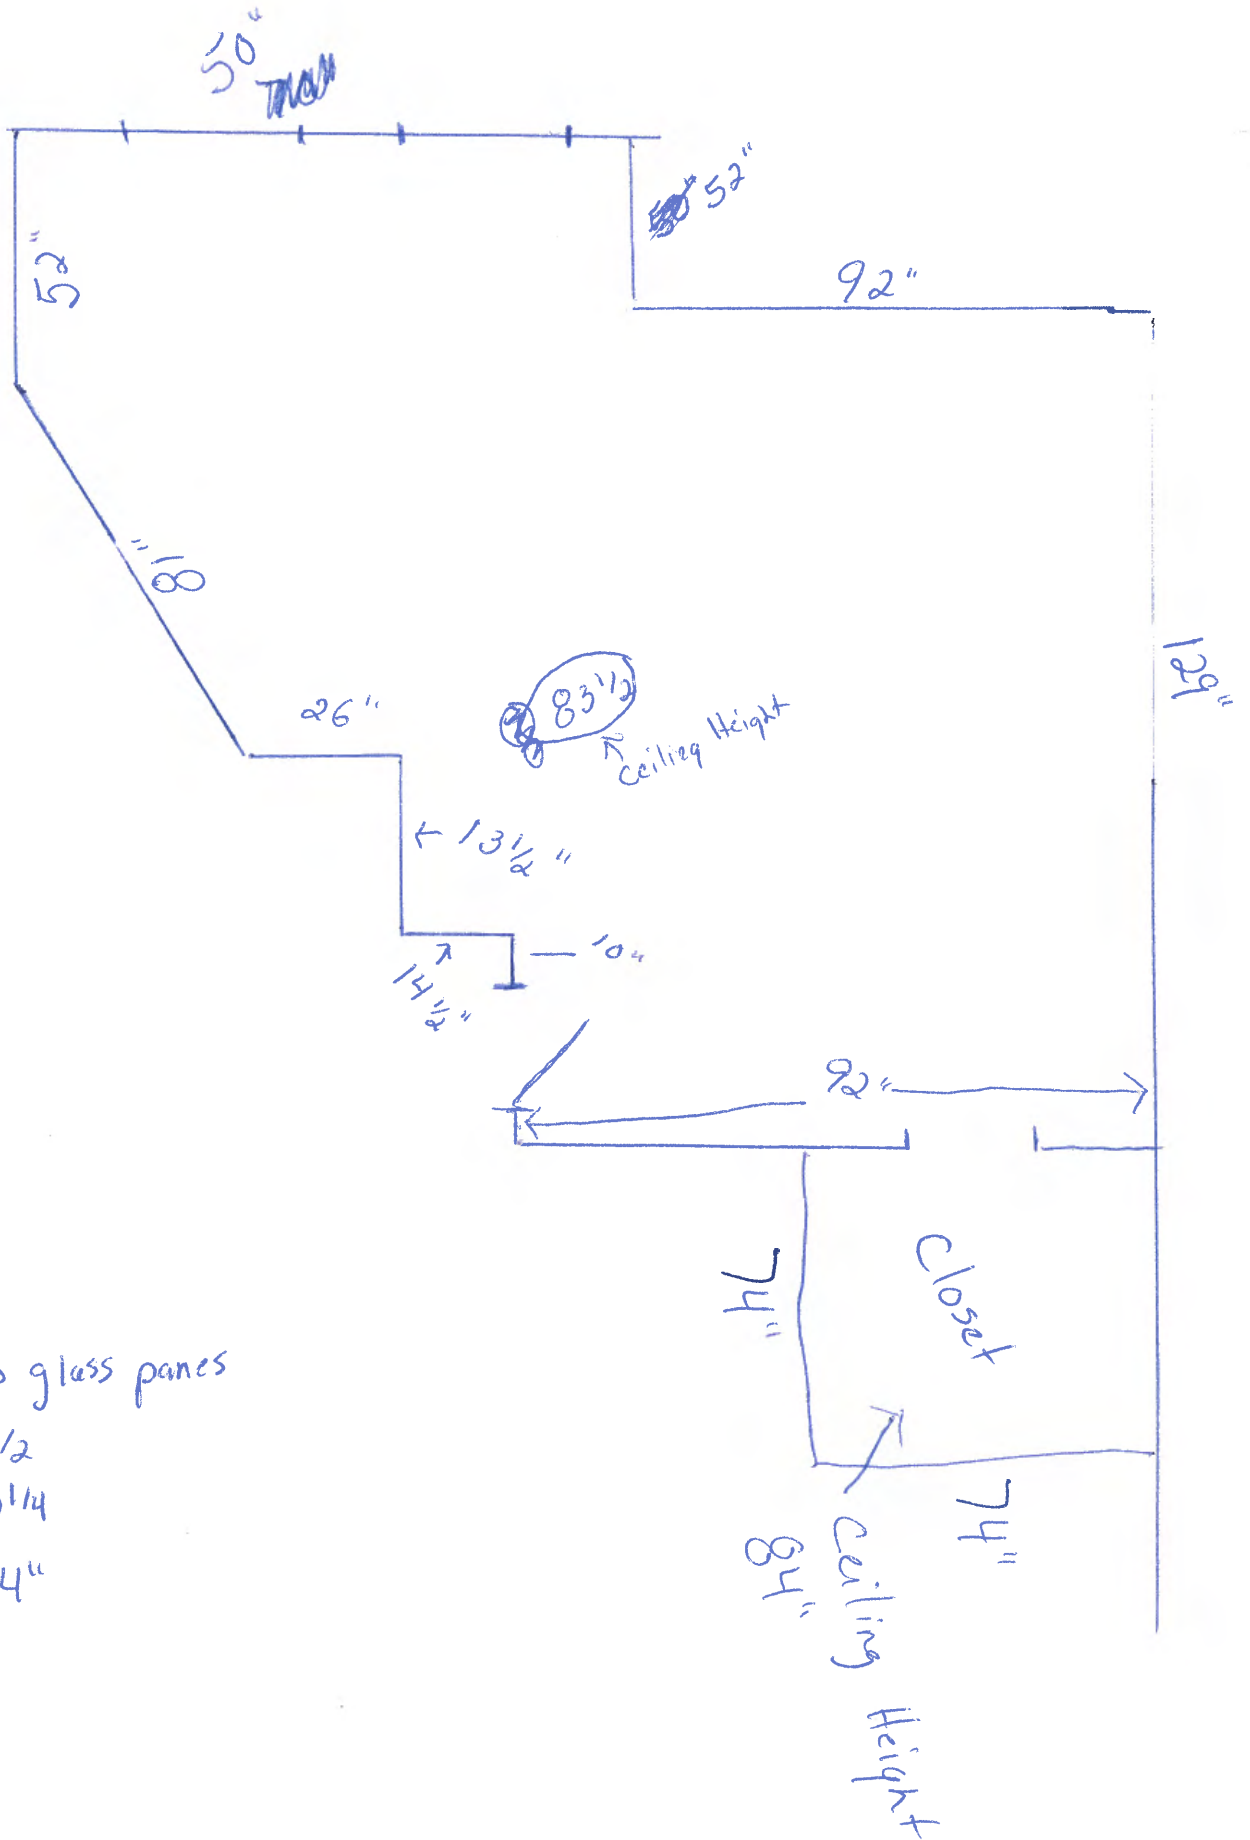 50"
52"
92"
52"
81"
129"
26"
83 1/2
Ceiling Height
← 13 1/2 "
— 10"
14 1/2 "
92"
74"
Closet
glass panes
1/2
1/4
4"
74"
Ceiling Height
84"